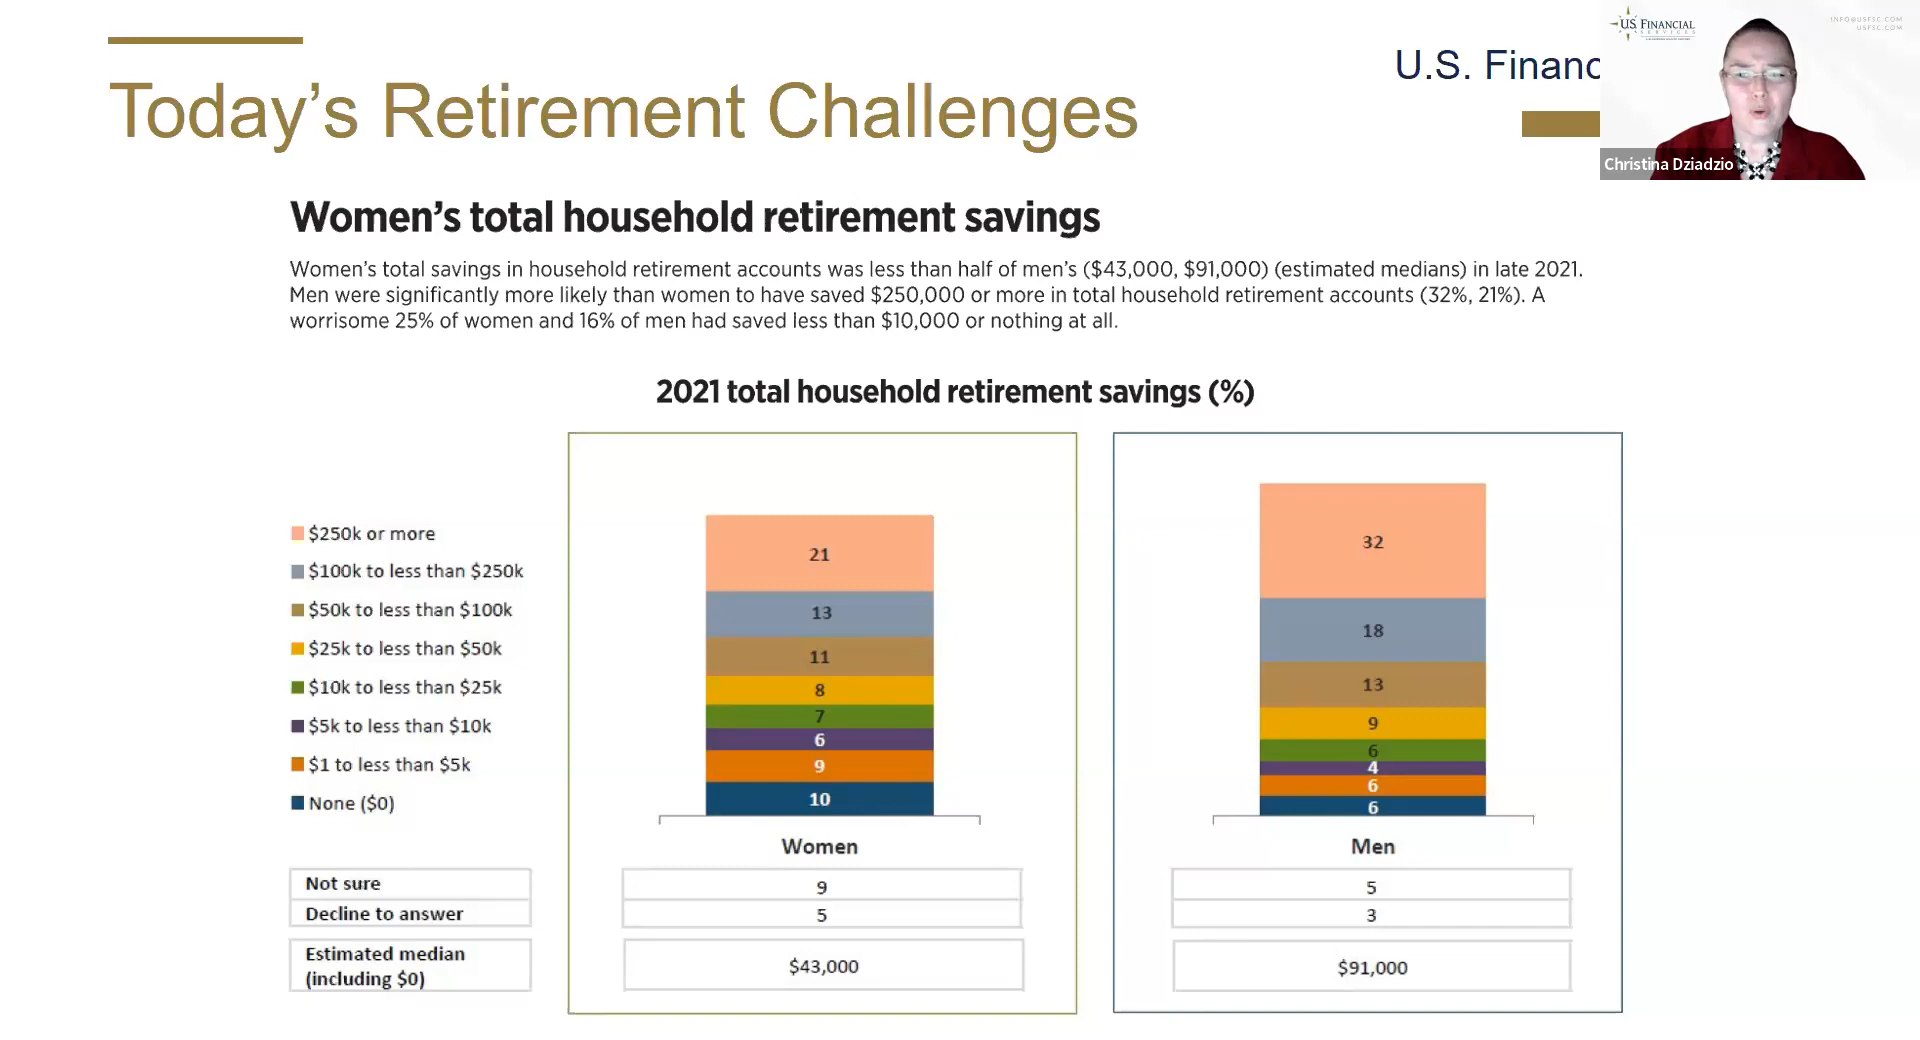 Today’s Retirement Challenges
U.S. Financ
U.S. FINANCIAL
SERVICES
INFO@USFSC.COM
USFSC.COM
Christina Dziadzio
Women’s total household retirement savings
Women’s total savings in household retirement accounts was less than half of men’s ($43,000, $91,000) (estimated medians) in late 2021.
Men were significantly more likely than women to have saved $250,000 or more in total household retirement accounts (32%, 21%). A
worrisome 25% of women and 16% of men had saved less than $10,000 or nothing at all.
2021 total household retirement savings (%)
$250k or more
$100k to less than $250k
$50k to less than $100k
$25k to less than $50k
$10k to less than $25k
$5k to less than $10k
$1 to less than $5k
None ($0)
21
13
11
8
7
6
9
10
Women
32
18
13
9
6
4
6
6
Men
Not sure
9
5
Decline to answer
5
3
Estimated median
(including $0)
$43,000
$91,000